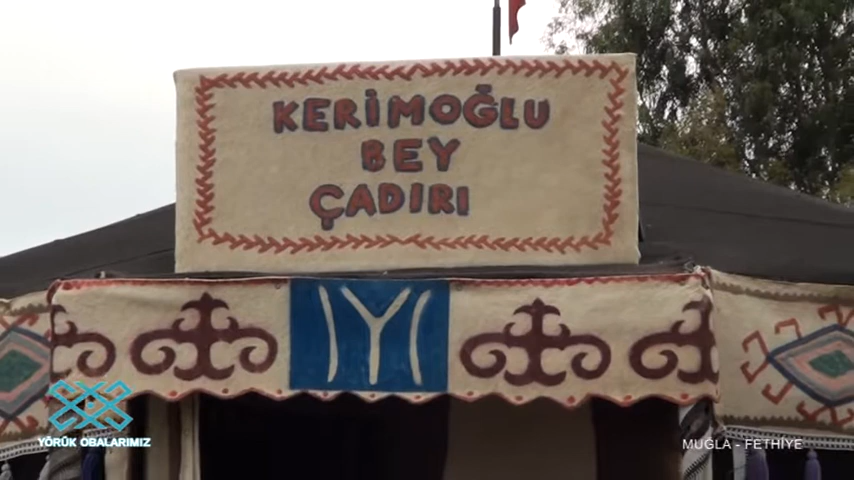 KERİMOĞLU
BEY
ÇADIRI
YÖRÜK OBALARIMIZ
MUĞLA - FETHİYE